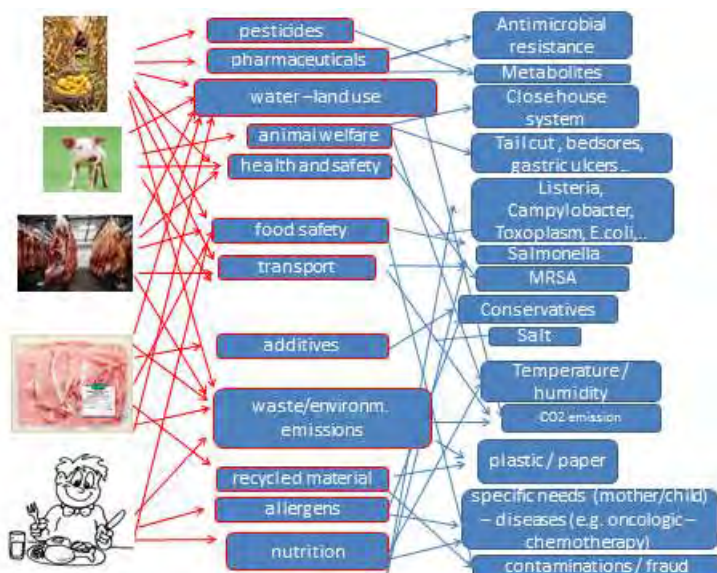 pesticides
pharmaceuticals
water–land use
animal welfare
health and safety
food safety
transport
additives
waste/environm.
emissions
recycled material
allergens
nutrition
Antimicrobial
resistance
Metabolites
Close house
system
Tail cut, bedsores,
gastric ulcers...
Listeria,
Campylobacter,
Toxoplasm, E.coli,...
Salmonella
MRSA
Conservatives
Salt
Temperature /
humidity
CO2 emission
plastic / paper
specific needs (mother/child)
– diseases (e.g. oncologic –
chemotherapy)
contaminations / fraud